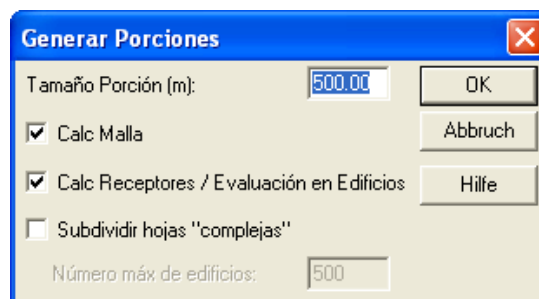 Generar Porciones
Tamaño Porción (m): 500.00 OK
Calc Malla Abbruch
Calc Receptores / Evaluación en Edificios Hilfe
Subdividir hojas "complejas"
Número máx de edificios: 500